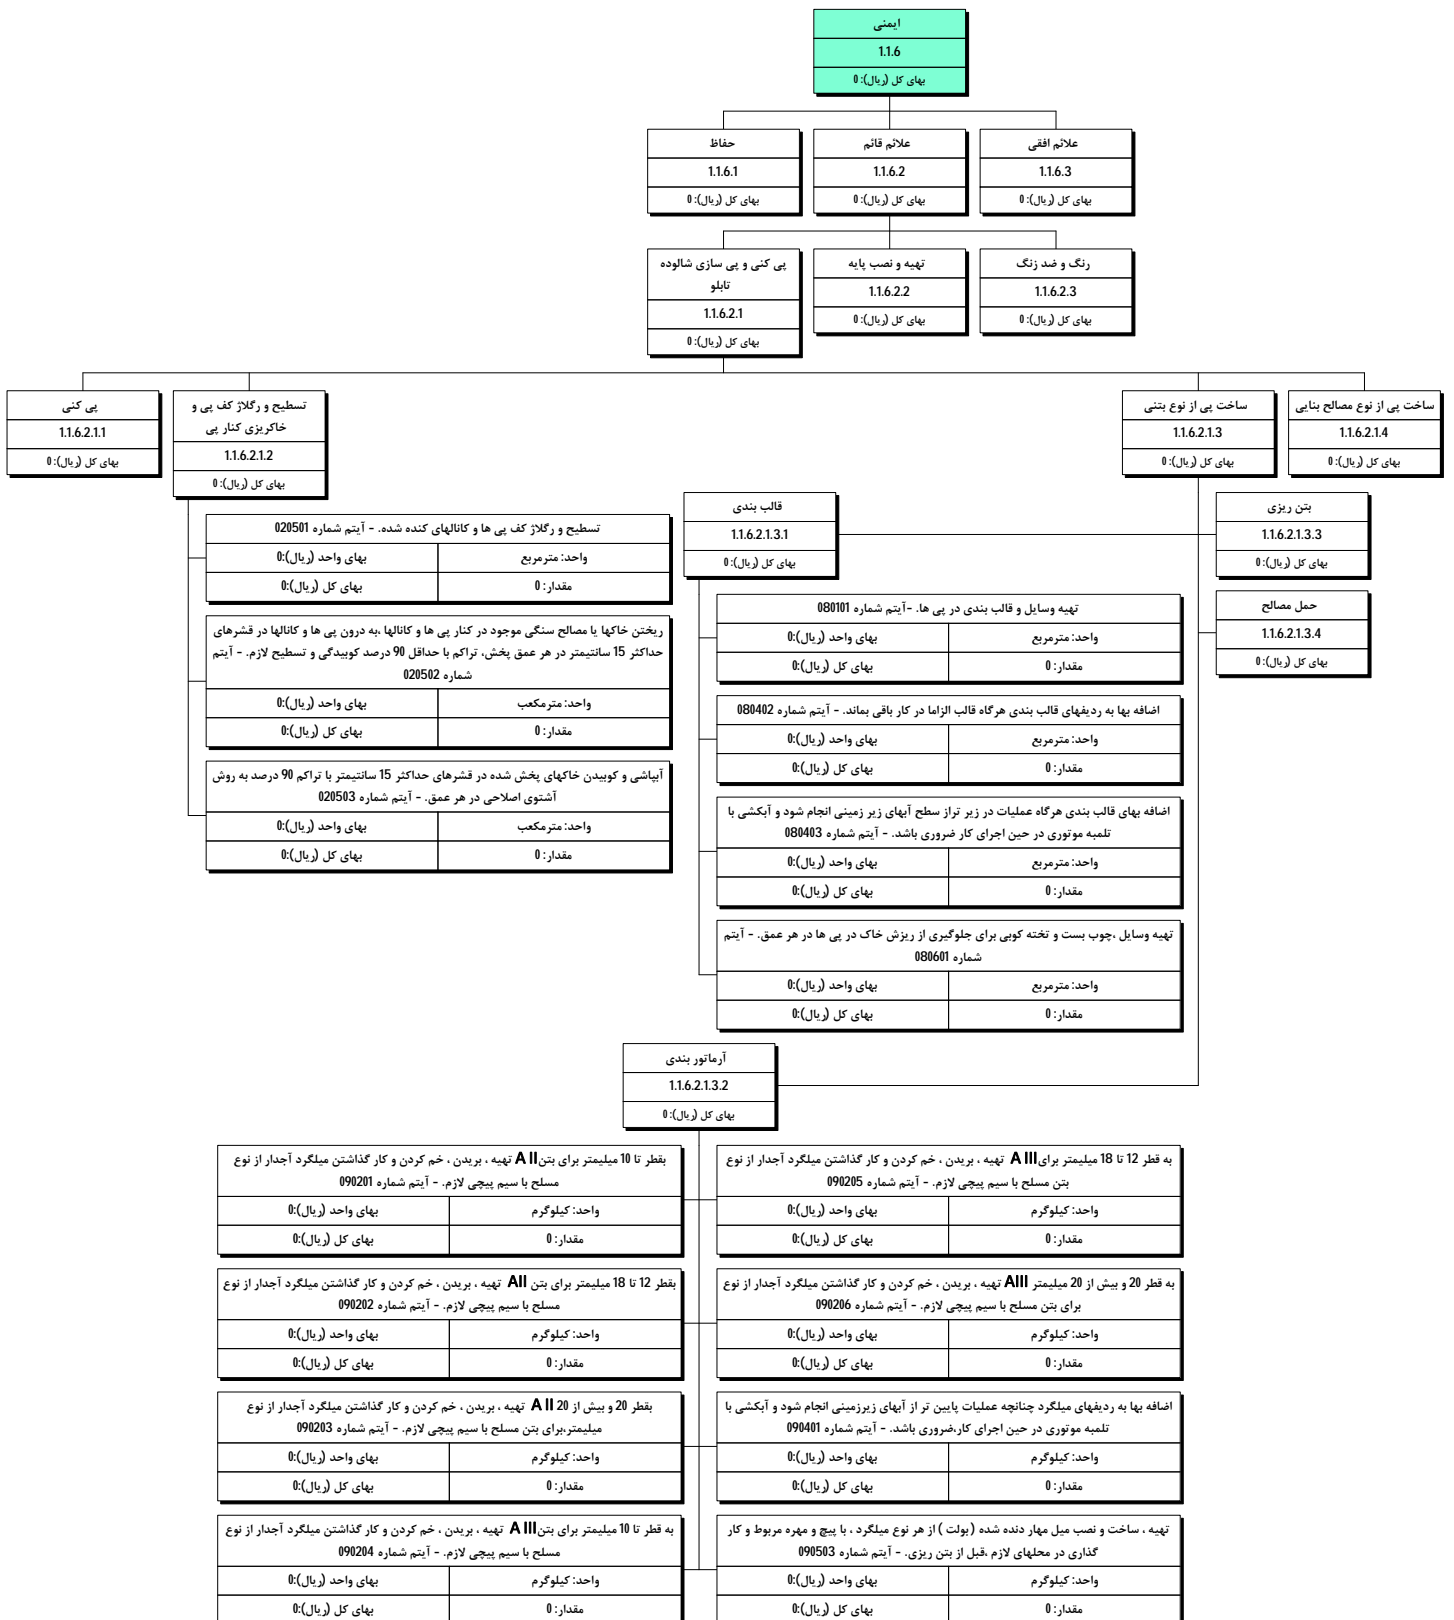 ایمنی
1.1.6
بهای کل (ریال): 0
علائم افقی
1.1.6.3
بهای کل (ریال): 0
علائم قائم
1.1.6.2
بهای کل (ریال): 0
حفاظ
1.1.6.1
بهای کل (ریال): 0
رنگ و ضد زنگ
1.1.6.2.3
بهای کل (ریال): 0
تهیه و نصب پایه
1.1.6.2.2
بهای کل (ریال): 0
پی کنی و پی سازی شالوده
تابلو
1.1.6.2.1
بهای کل (ریال): 0
ساخت پی از نوع مصالح بنایی
1.1.6.2.1.4
بهای کل (ریال): 0
ساخت پی از نوع بتنی
1.1.6.2.1.3
بهای کل (ریال): 0
تسطیح و رگلاژ کف پی و
خاکریزی کنار پی
1.1.6.2.1.2
بهای کل (ریال): 0
پی کنی
1.1.6.2.1.1
بهای کل (ریال): 0
بتن ریزی
1.1.6.2.1.3.3
بهای کل (ریال): 0
حمل مصالح
1.1.6.2.1.3.4
بهای کل (ریال): 0
قالب بندی
1.1.6.2.1.3.1
بهای کل (ریال): 0
تهیه وسایل و قالب بندی در پی ها. -آیتم شماره 080101
واحد: مترمربع
بهای واحد (ریال):0
مقدار: 0
بهای کل (ریال):0
اضافه بها به ردیفهای قالب بندی هرگاه قالب الزاما در کار باقی بماند. - آیتم شماره 080402
واحد: مترمربع
بهای واحد (ریال):0
مقدار: 0
بهای کل (ریال):0
اضافه بهای قالب بندی هرگاه عملیات در زیر تراز سطح آبهای زیر زمینی انجام شود و آبکشی با
تلمبه موتوری در حین اجرای کار ضروری باشد. - آیتم شماره 080403
واحد: مترمربع
بهای واحد (ریال):0
مقدار: 0
بهای کل (ریال):0
تهیه وسایل ،چوب بست و تخته کوبی برای جلوگیری از ریزش خاک در پی ها در هر عمق. - آیتم
شماره 080601
واحد: مترمربع
بهای واحد (ریال):0
مقدار: 0
بهای کل (ریال):0
تسطیح و رگلاژ کف پی ها و کانالهای کنده شده. - آیتم شماره 020501
واحد: مترمربع
بهای واحد (ریال):0
مقدار: 0
بهای کل (ریال):0
ریختن خاکها یا مصالح سنگی موجود در کنار پی ها و کانالها ،به درون پی ها و کانالها در قشرهای
حداکثر 15 سانتیمتر در هر عمق پخش، تراکم با حداقل 90 درصد کوبیدگی و تسطیح لازم. - آیتم
شماره 020502
واحد: مترمکعب
بهای واحد (ریال):0
مقدار: 0
بهای کل (ریال):0
آبپاشی و کوبیدن خاکهای پخش شده در قشرهای حداکثر 15 سانتیمتر با تراکم 90 درصد به روش
آشتوی اصلاحی در هر عمق. - آیتم شماره 020503
واحد: مترمکعب
بهای واحد (ریال):0
مقدار: 0
بهای کل (ریال):0
آرماتور بندی
1.1.6.2.1.3.2
بهای کل (ریال): 0
به قطر 12 تا 18 میلیمتر برایA III تهیه ، بریدن ، خم کردن و کار گذاشتن میلگرد آجدار از نوع
بتن مسلح با سیم پیچی لازم. - آیتم شماره 090205
واحد: کیلوگرم
بهای واحد (ریال):0
مقدار: 0
بهای کل (ریال):0
بقطر تا 10 میلیمتر برای بتنA II تهیه ، بریدن ، خم کردن و کار گذاشتن میلگرد آجدار از نوع
مسلح با سیم پیچی لازم. - آیتم شماره 090201
واحد: کیلوگرم
بهای واحد (ریال):0
مقدار: 0
بهای کل (ریال):0
به قطر 20 و بیش از 20 میلیمتر AIII تهیه ، بریدن ، خم کردن و کار گذاشتن میلگرد آجدار از نوع
برای بتن مسلح با سیم پیچی لازم. - آیتم شماره 090206
واحد: کیلوگرم
بهای واحد (ریال):0
مقدار: 0
بهای کل (ریال):0
بقطر 12 تا 18 میلیمتر برای بتن AII تهیه ، بریدن ، خم کردن و کار گذاشتن میلگرد آجدار از نوع
مسلح با سیم پیچی لازم. - آیتم شماره 090202
واحد: کیلوگرم
بهای واحد (ریال):0
مقدار: 0
بهای کل (ریال):0
اضافه بها به ردیفهای میلگرد چنانچه عملیات پایین تر از آبهای زیرزمینی انجام شود و آبکشی با
تلمبه موتوری در حین اجرای کار،ضروری باشد. - آیتم شماره 090401
واحد: کیلوگرم
بهای واحد (ریال):0
مقدار: 0
بهای کل (ریال):0
بقطر 20 و بیش از 20 A II تهیه ، بریدن ، خم کردن و کار گذاشتن میلگرد آجدار از نوع
میلیمتر،برای بتن مسلح با سیم پیچی لازم. - آیتم شماره 090203
واحد: کیلوگرم
بهای واحد (ریال):0
مقدار: 0
بهای کل (ریال):0
تهیه ، ساخت و نصب میل مهار دنده شده ( بولت ) از هر نوع میلگرد ، با پیچ و مهره مربوط و کار
گذاری در محلهای لازم ،قبل از بتن ریزی. - آیتم شماره 090503
واحد: کیلوگرم
بهای واحد (ریال):0
مقدار: 0
بهای کل (ریال):0
به قطر تا 10 میلیمتر برای بتنA III تهیه ، بریدن ، خم کردن و کار گذاشتن میلگرد آجدار از نوع
مسلح با سیم پیچی لازم. - آیتم شماره 090204
واحد: کیلوگرم
بهای واحد (ریال):0
مقدار: 0
بهای کل (ریال):0